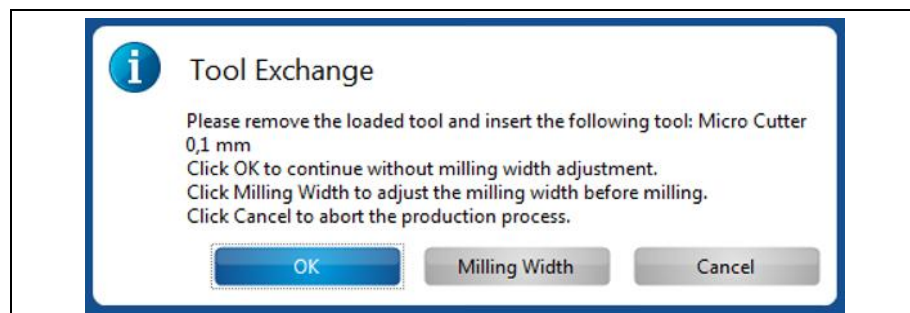 Tool Exchange
Please remove the loaded tool and insert the following tool: Micro Cutter
0,1 mm
Click OK to continue without milling width adjustment.
Click Milling Width to adjust the milling width before milling.
Click Cancel to abort the production process.
OK Milling Width Cancel